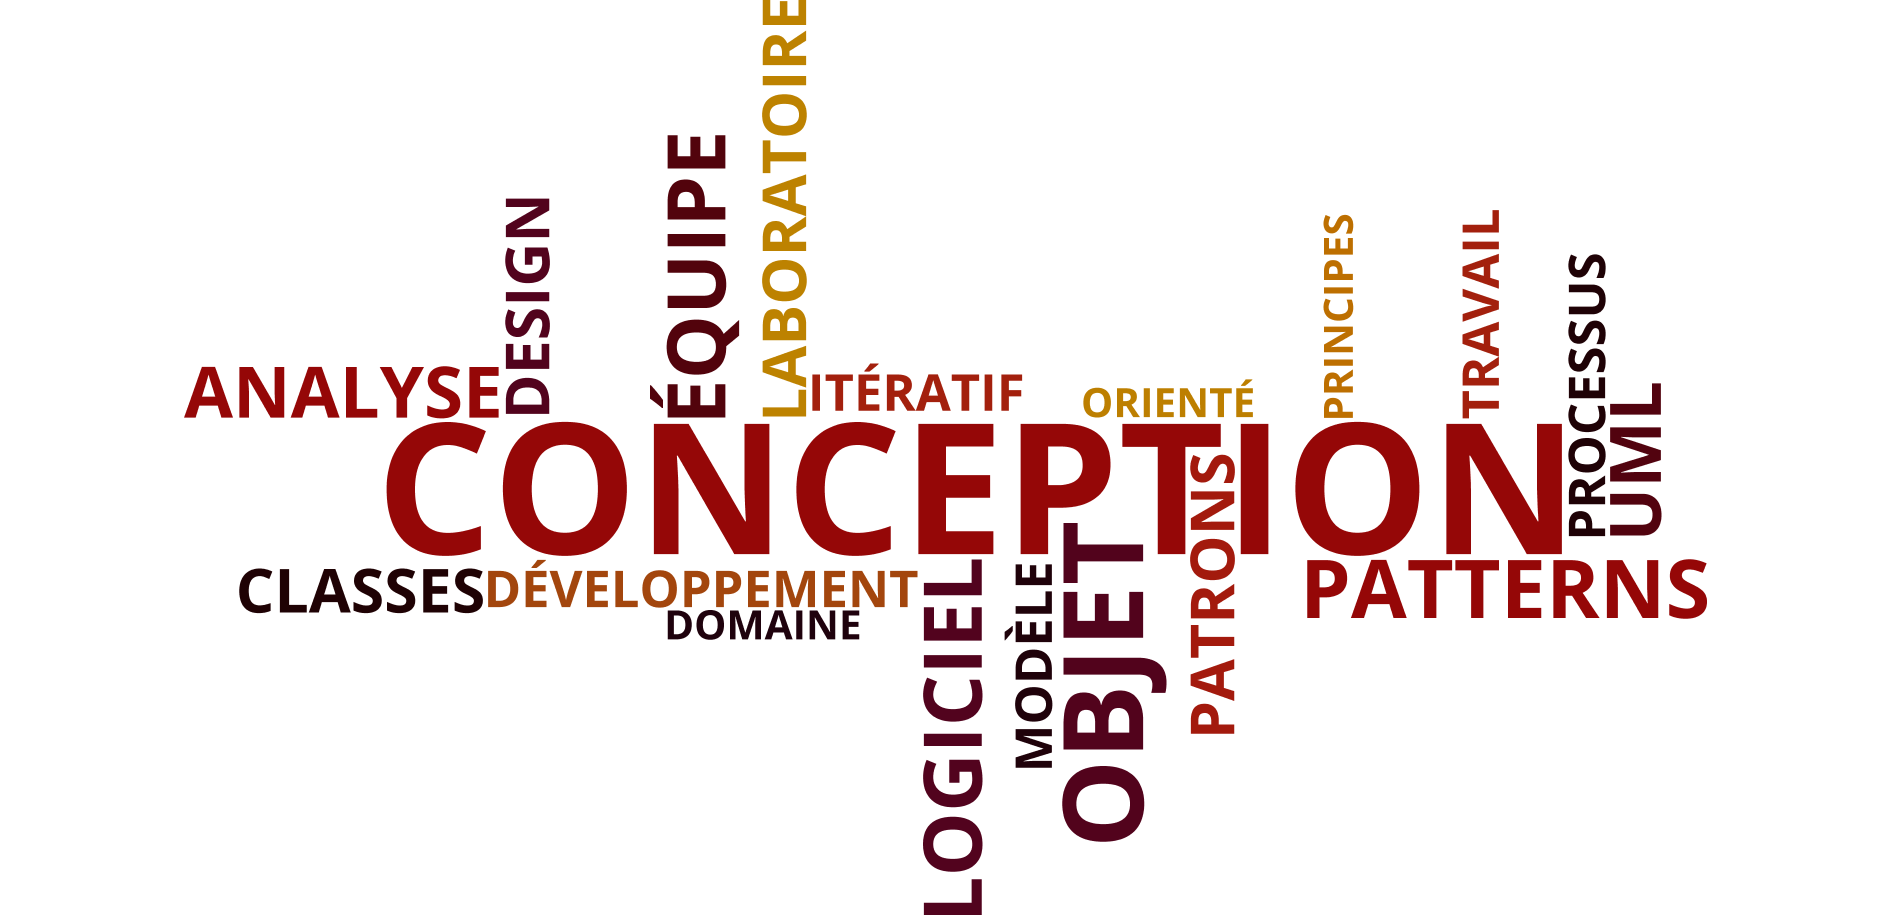 LABORATOIRE
ÉQUIPE
DESIGN
PRINCIPES
TRAVAIL
PROCESSUS
ANALYSE
ITÉRATIF
ORIENTÉ
UML
CONCEPTION
PATRONS
CLASSES
DÉVELOPPEMENT
PATTERNS
DOMAINE
LOGICIEL
MODÈLE
OBJET